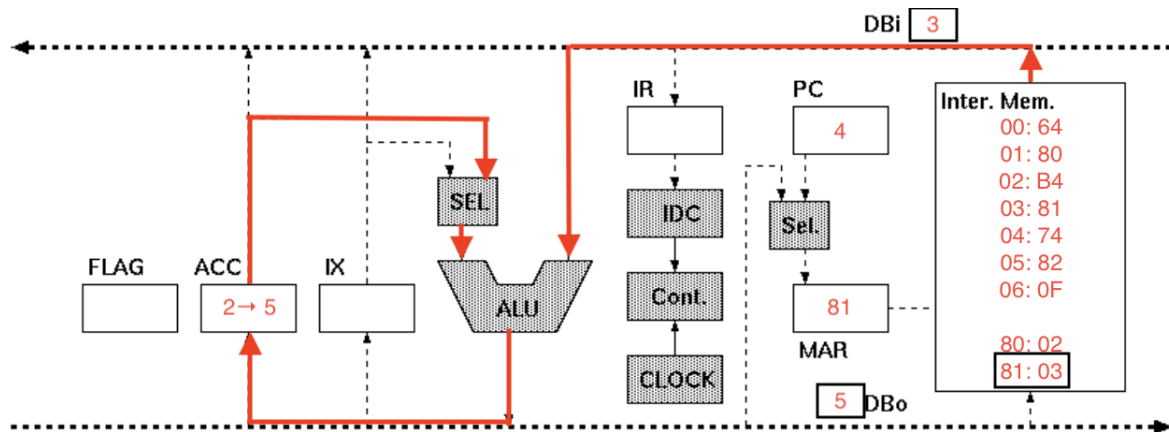 DBi 3
IR
PC
4
Inter. Mem.
00: 64
01: 80
02: B4
03: 81
04: 74
05: 82
06: 0F
80: 02
81: 03
SEL
IDC
Sel.
FLAG
ACC
2→ 5
IX
ALU
Cont.
81
MAR
CLOCK
5 DBo